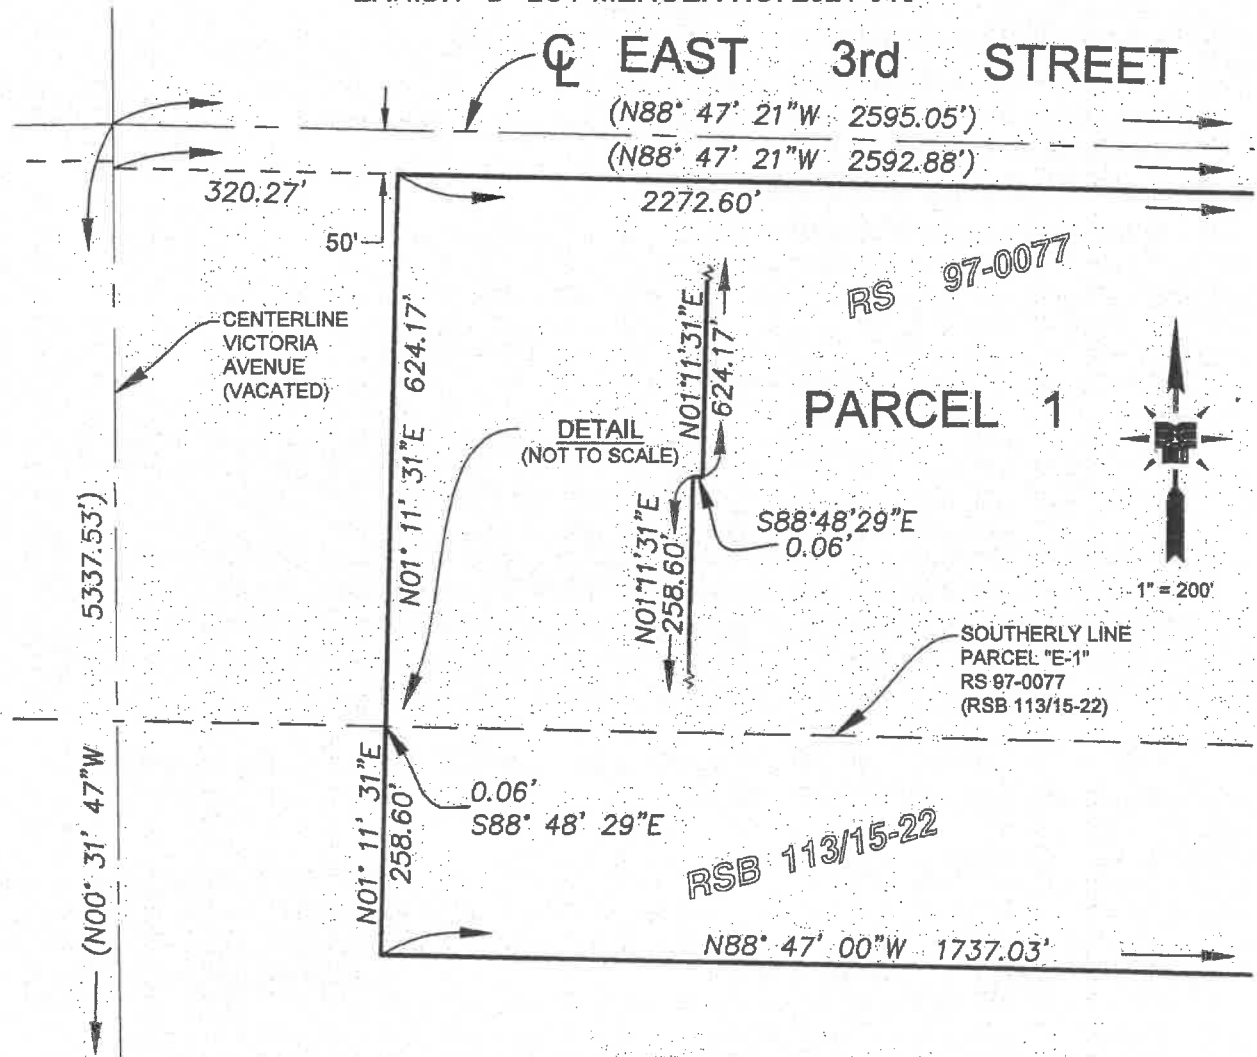 ℄ EAST 3rd STREET
(N88° 47' 21"W 2595.05')
(N88° 47' 21"W 2592.88')
320.27'
2272.60'
50'
RS 97-0077
CENTERLINE
VICTORIA
AVENUE
(VACATED)
N01° 11' 31"E 624.17'
N01°11'31"E
624.17'
PARCEL 1
DETAIL
(NOT TO SCALE)
S88°48'29"E
0.06'
N01°11'31"E
258.60'
1" = 200'
5337.53')
(N00° 31' 47"W
SOUTHERLY LINE
PARCEL "E-1"
RS 97-0077
(RSB 113/15-22)
N01° 11' 31"E
258.60'
0.06'
S88° 48' 29"E
RSB 113/15-22
N88° 47' 00"W 1737.03'